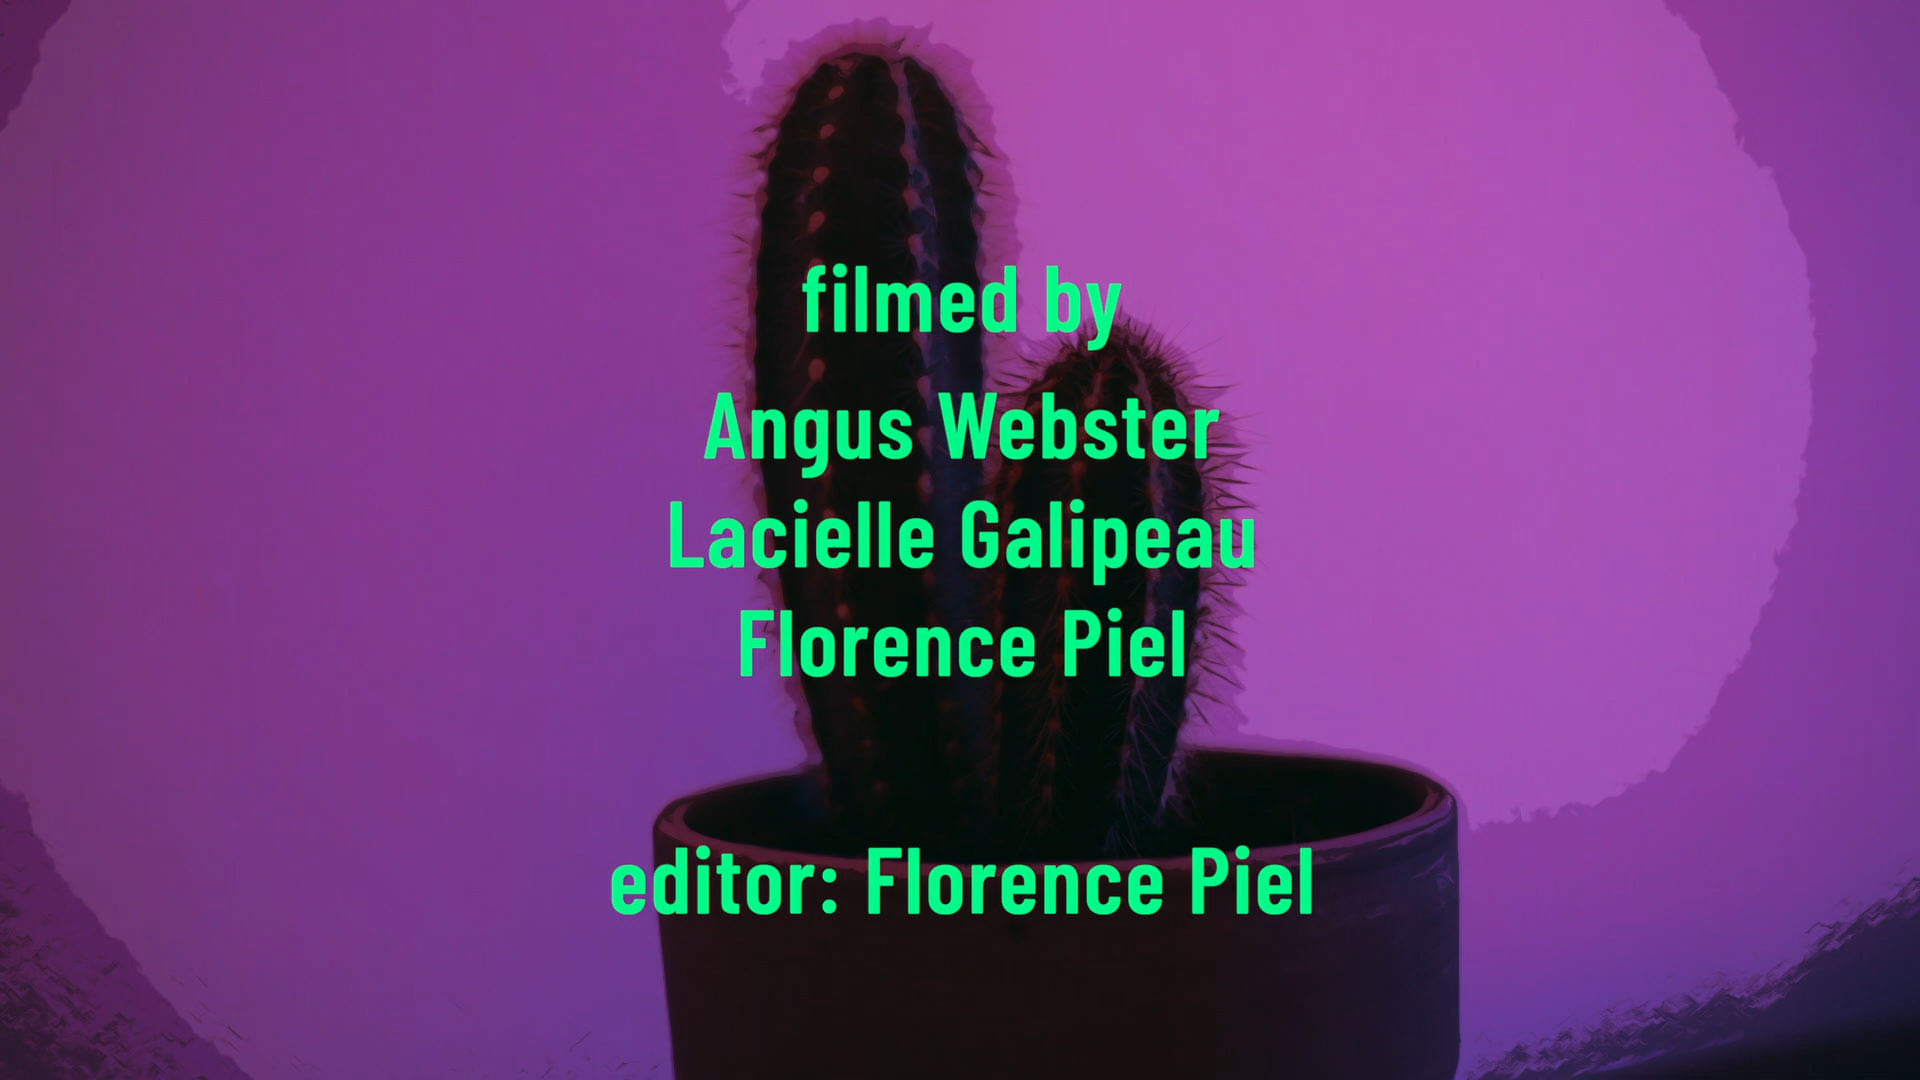 filmed by
Angus Webster
Lacielle Galipeau
Florence Piel
editor: Florence Piel